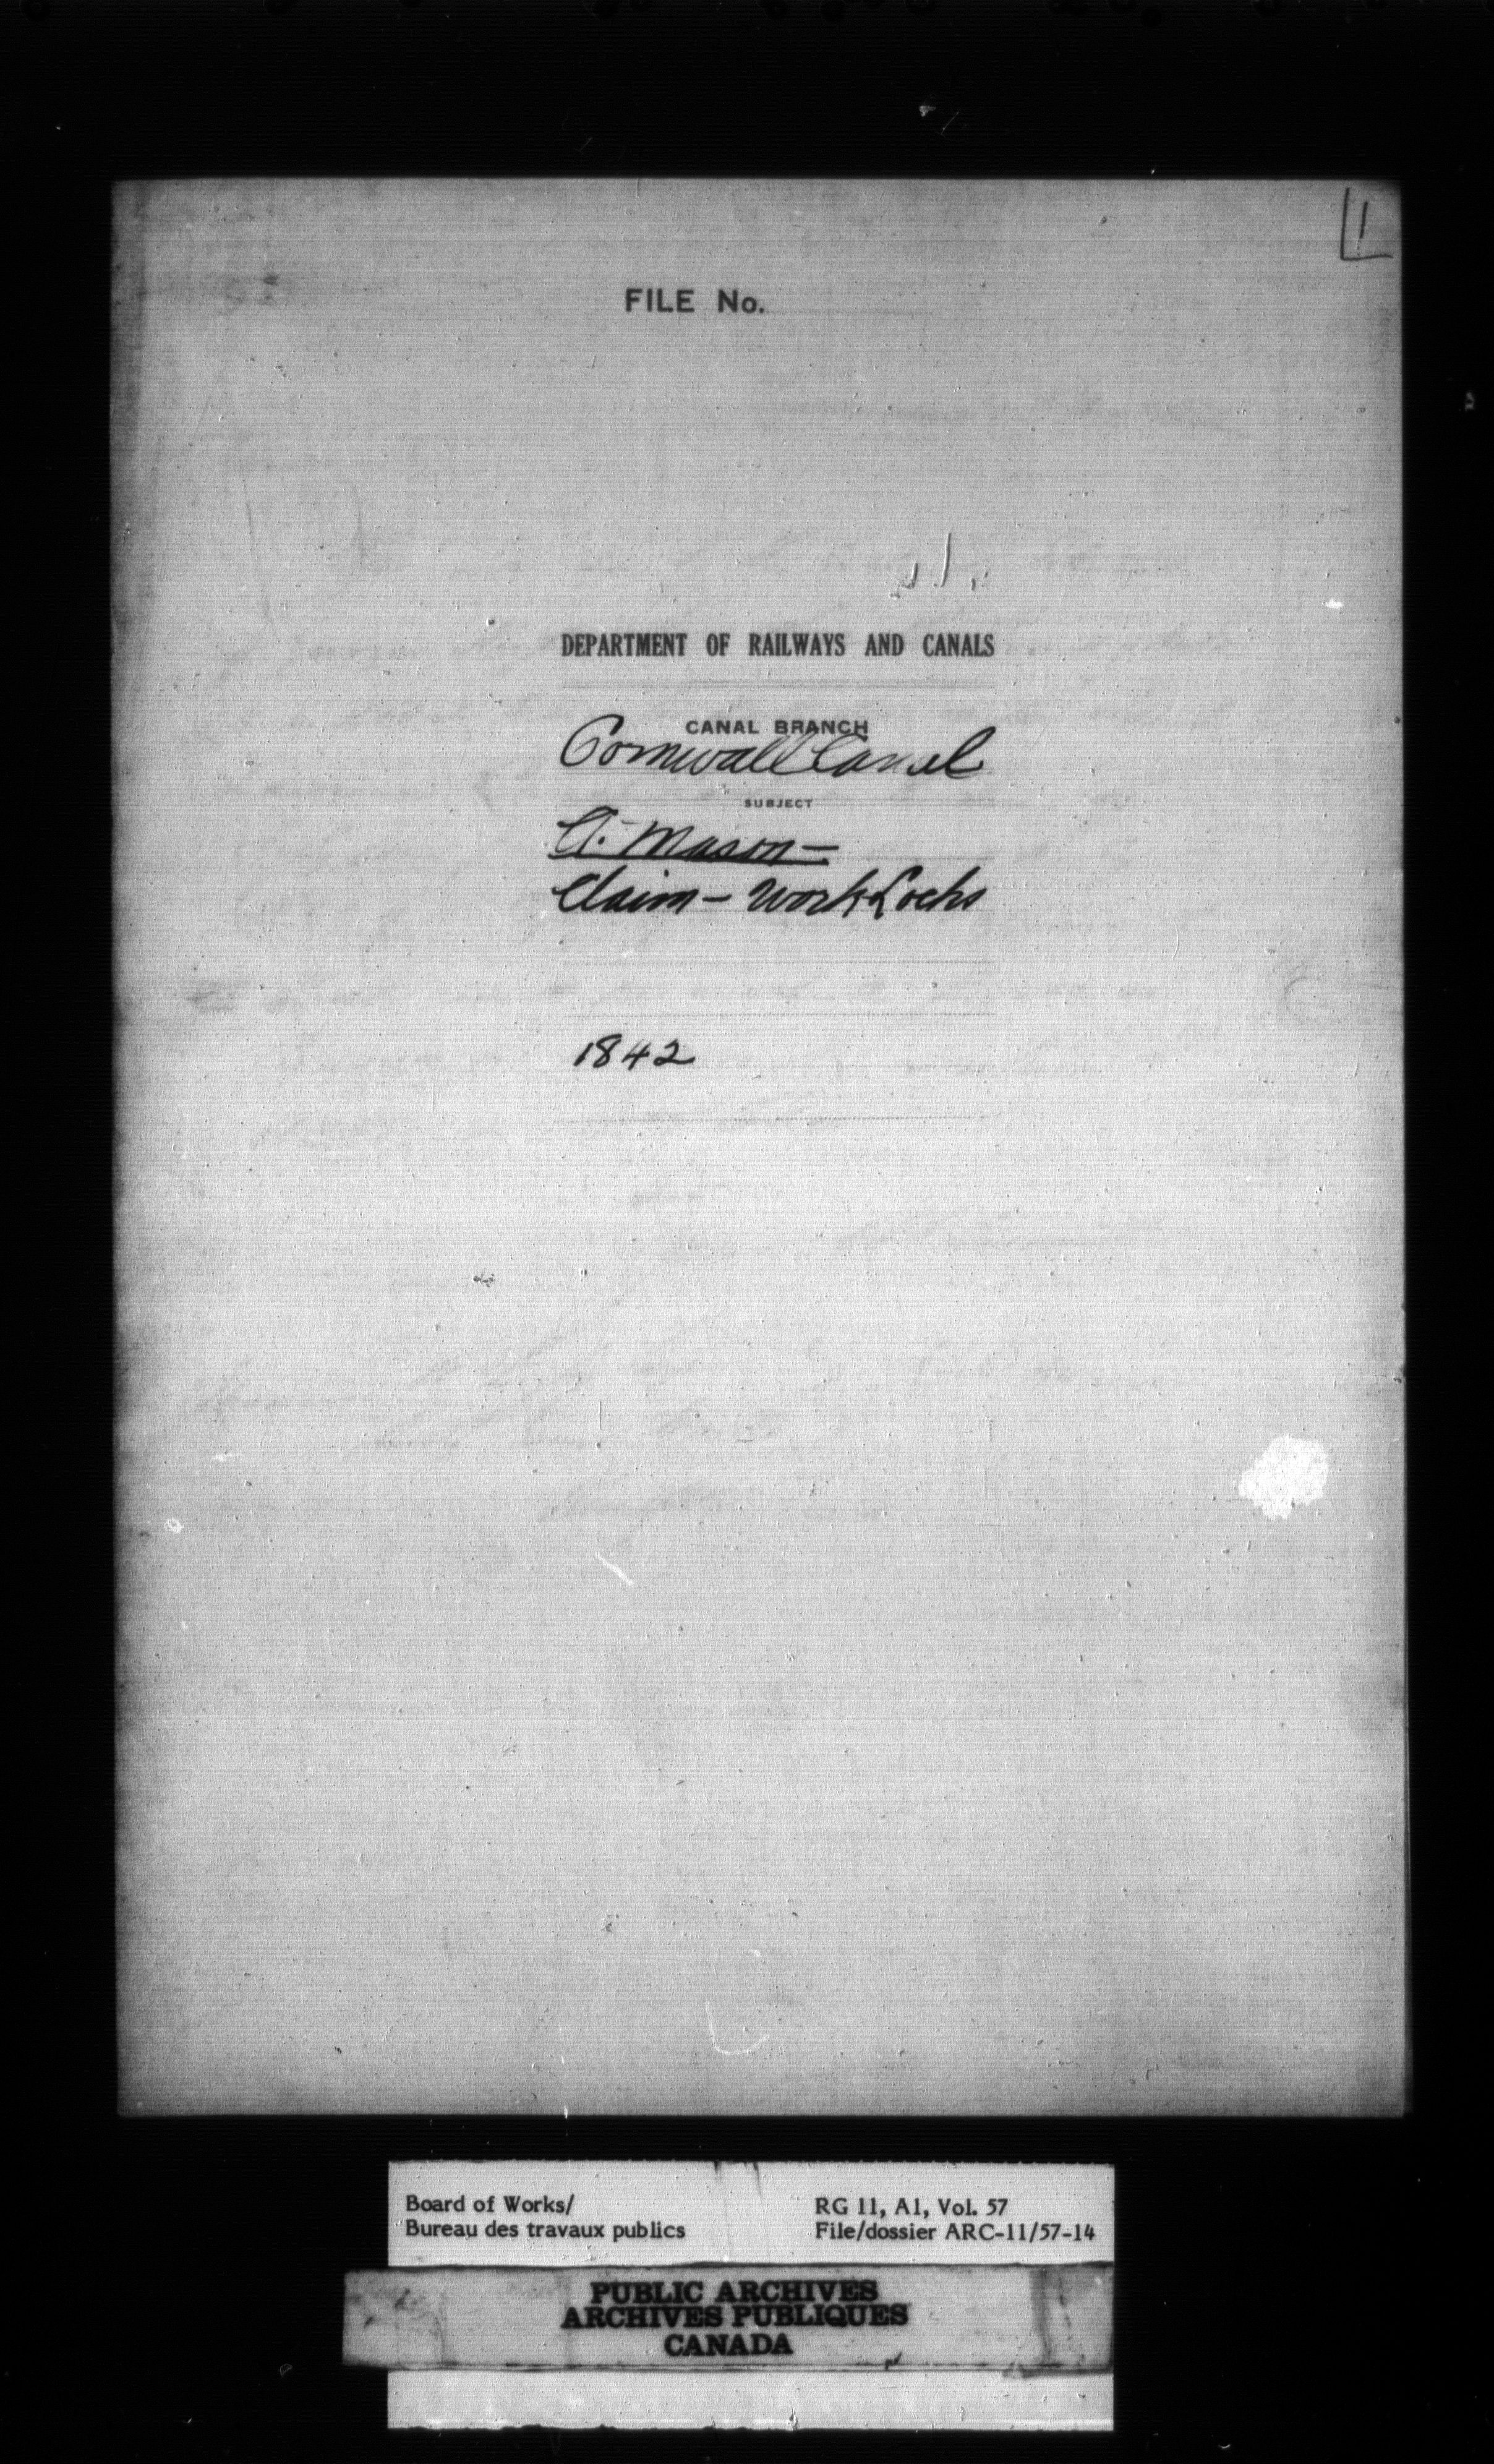 1
FILE No.
DEPARTMENT OF RAILWAYS AND CANALS
CANAL BRANCH
Cornwall Canal
SUBJECT
A. Mason —
Claim — Work Locks
1842
Board of Works/
Bureau des travaux publics
RG 11, A1, Vol. 57
File/dossier ARC-11/57-14
PUBLIC ARCHIVES
ARCHIVES PUBLIQUES
CANADA